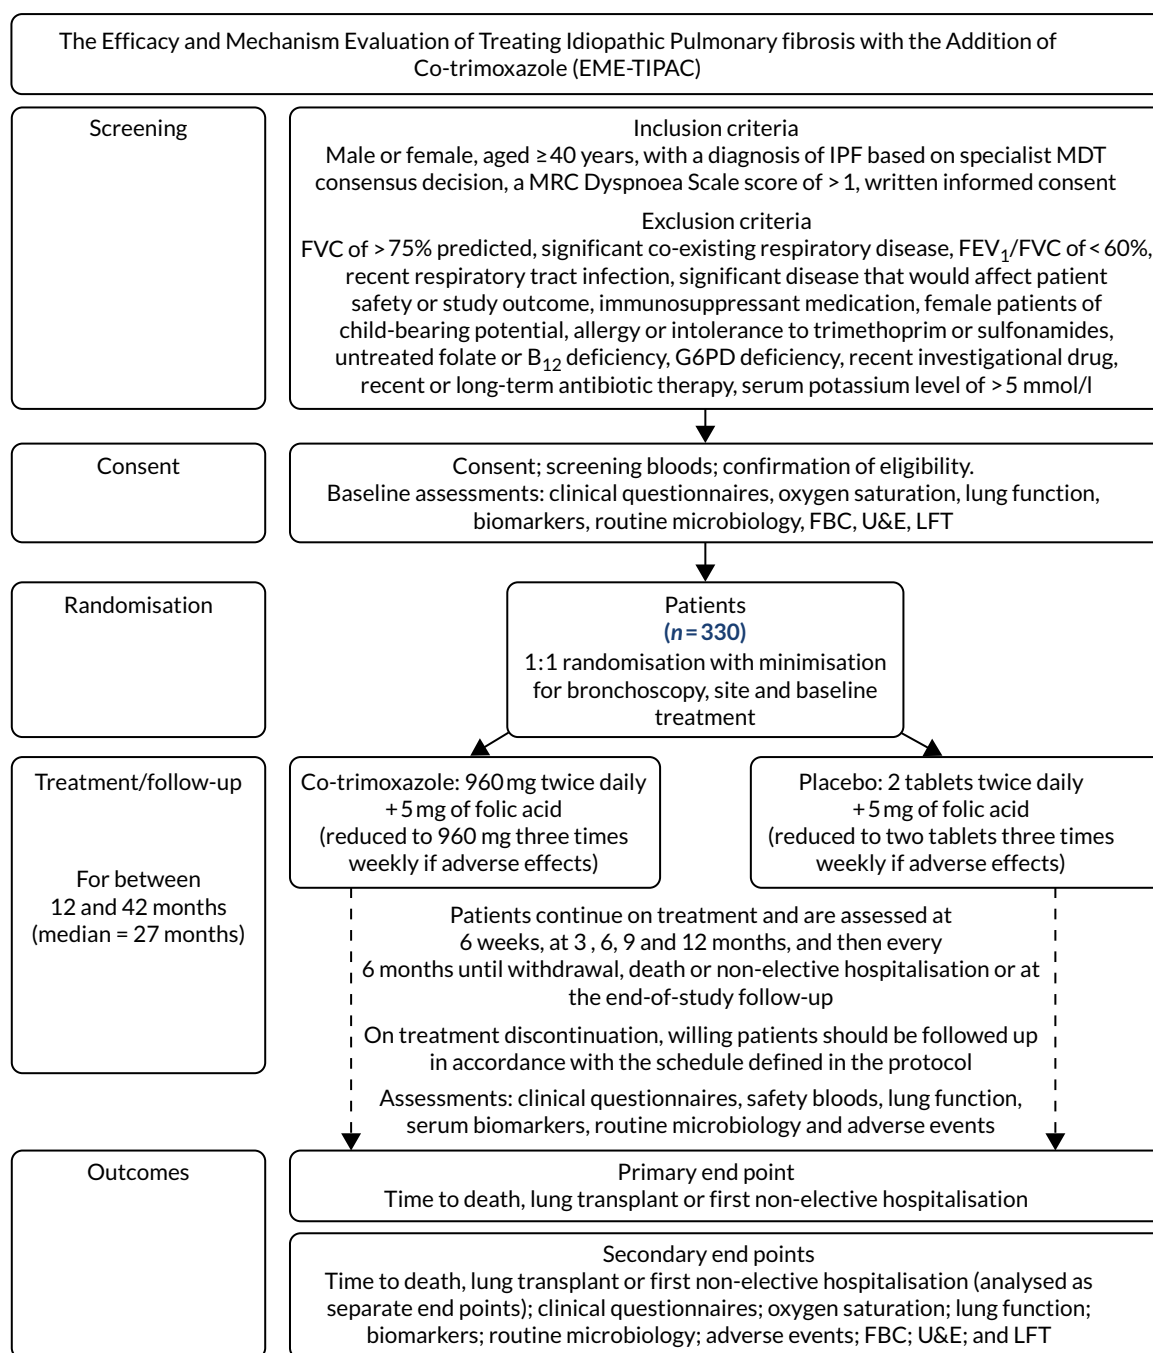 The Efficacy and Mechanism Evaluation of Treating Idiopathic Pulmonary fibrosis with the Addition of
Co-trimoxazole (EME-TIPAC)
Screening
Inclusion criteria
Male or female, aged ≥40 years, with a diagnosis of IPF based on specialist MDT
consensus decision, a MRC Dyspnoea Scale score of >1, written informed consent
Exclusion criteria
FVC of >75% predicted, significant co-existing respiratory disease, FEV1/FVC of <60%,
recent respiratory tract infection, significant disease that would affect patient
safety or study outcome, immunosuppressant medication, female patients of
child-bearing potential, allergy or intolerance to trimethoprim or sulfonamides,
untreated folate or B12 deficiency, G6PD deficiency, recent investigational drug,
recent or long-term antibiotic therapy, serum potassium level of >5 mmol/l
Consent
Consent; screening bloods; confirmation of eligibility.
Baseline assessments: clinical questionnaires, oxygen saturation, lung function,
biomarkers, routine microbiology, FBC, U&E, LFT
Randomisation
Patients
(n=330)
1:1 randomisation with minimisation
for bronchoscopy, site and baseline
treatment
Treatment/follow-up
For between
12 and 42 months
(median = 27 months)
Co-trimoxazole: 960 mg twice daily
+5 mg of folic acid
(reduced to 960 mg three times
weekly if adverse effects)
Placebo: 2 tablets twice daily
+5 mg of folic acid
(reduced to two tablets three times
weekly if adverse effects)
Patients continue on treatment and are assessed at
6 weeks, at 3 , 6, 9 and 12 months, and then every
6 months until withdrawal, death or non-elective hospitalisation or at
the end-of-study follow-up
On treatment discontinuation, willing patients should be followed up
in accordance with the schedule defined in the protocol
Assessments: clinical questionnaires, safety bloods, lung function,
serum biomarkers, routine microbiology and adverse events
Outcomes
Primary end point
Time to death, lung transplant or first non-elective hospitalisation
Secondary end points
Time to death, lung transplant or first non-elective hospitalisation (analysed as
separate end points); clinical questionnaires; oxygen saturation; lung function;
biomarkers; routine microbiology; adverse events; FBC; U&E; and LFT